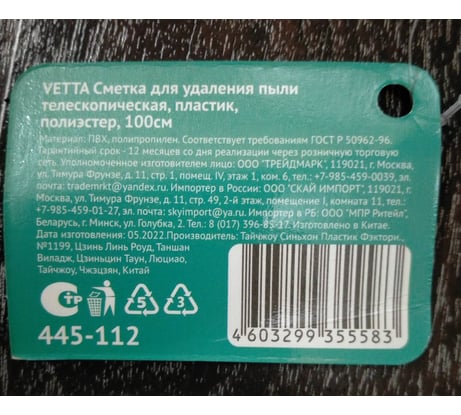 VETTA Сметка для удаления пыли
телескопическая, пластик,
полиэстер, 100см
Материал: ПВХ, полипропилен. Соответствует требованиям ГОСТ Р 50962-96.
Гарантийный срок - 12 месяцев со дня реализации через розничную торговую
сеть. Уполномоченное изготовителем лицо: ООО "ТРЕЙДМАРК", 119021, г. Москва,
ул. Тимура Фрунзе, д. 11, стр. 1, помещ. IV, этаж 1, ком. 6, т.: +7-985-459-0039, эл.
почта: trademrkt@yandex.ru. Импортер в России: ООО "СКАЙ ИМПОРТ", 119021, г.
Москва, ул. Тимура Фрунзе, д. 11, стр. 49, 2-й этаж, помещение I, комната 11, тел.:
+7-985-459-01-27, эл. почта: skyimport@ya.ru. Импортер в РБ: ООО "МПР Ритейл".
Беларусь, г. Минск, ул. Голубка, 2. Тел.: 8 (017) 396-85-17. Изготовлено в Китае.
Дата изготовления: 05.2022. Производитель: Тайчжоу Синьхон Пластик Фэктори.,
№1199, Цзинь Линь Роуд, Таншан
Виладж, Цзиньцин Таун, Люцяо,
Тайчжоу, Чжэцзян, Китай
СТР 5 3
445-112
4 603299 355583